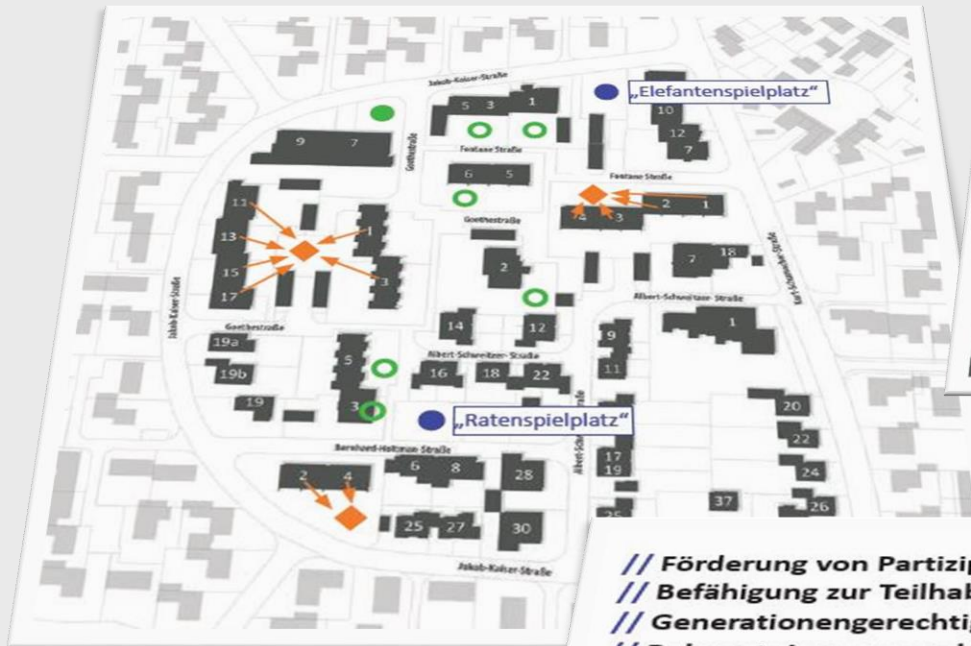 Jakob-Kaiser-Straße
„Elefantenspielplatz“
5 3 1
10
12
7
9 7
Goethestraße
Fontane Straße
6 5
Fontane Straße
2 1
3
11
13
15
17
1
3
Goethestraße
2
7 18
Jakob-Kaiser-Straße
Albert-Schweitzer-Straße
1
14
12
9
11
Goethestraße
19a
19b
19
5
3
Albert-Schweitzer-Straße
16 18 22
„Ratenspielplatz“
20
22
24
26
37
17
19
25
Bernhard-Holtman Straße
2 4
6 8
28
25 27
30
Jakob-Kaiser-Straße
// Förderung von Partizip
// Befähigung zur Teilhab
// Generationengerechtig